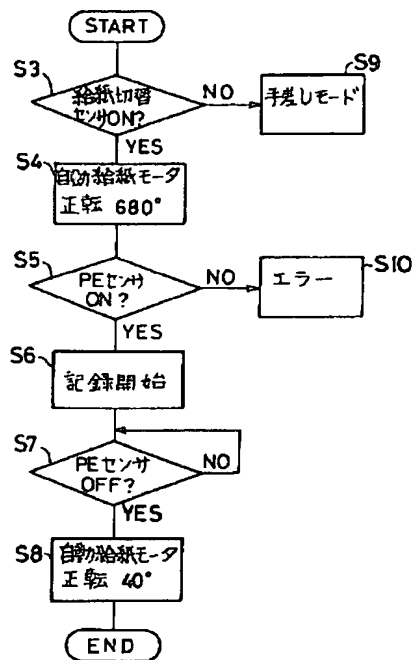 START
S3
給紙切替
センサON?
NO
S9
手差しモード
YES
S4
自動給紙モータ
正転 680°
S5
PEセンサ
ON?
NO
S10
エラー
YES
S6
記録開始
S7
PEセンサ
OFF?
NO
YES
S8
自動給紙モータ
正転 40°
END